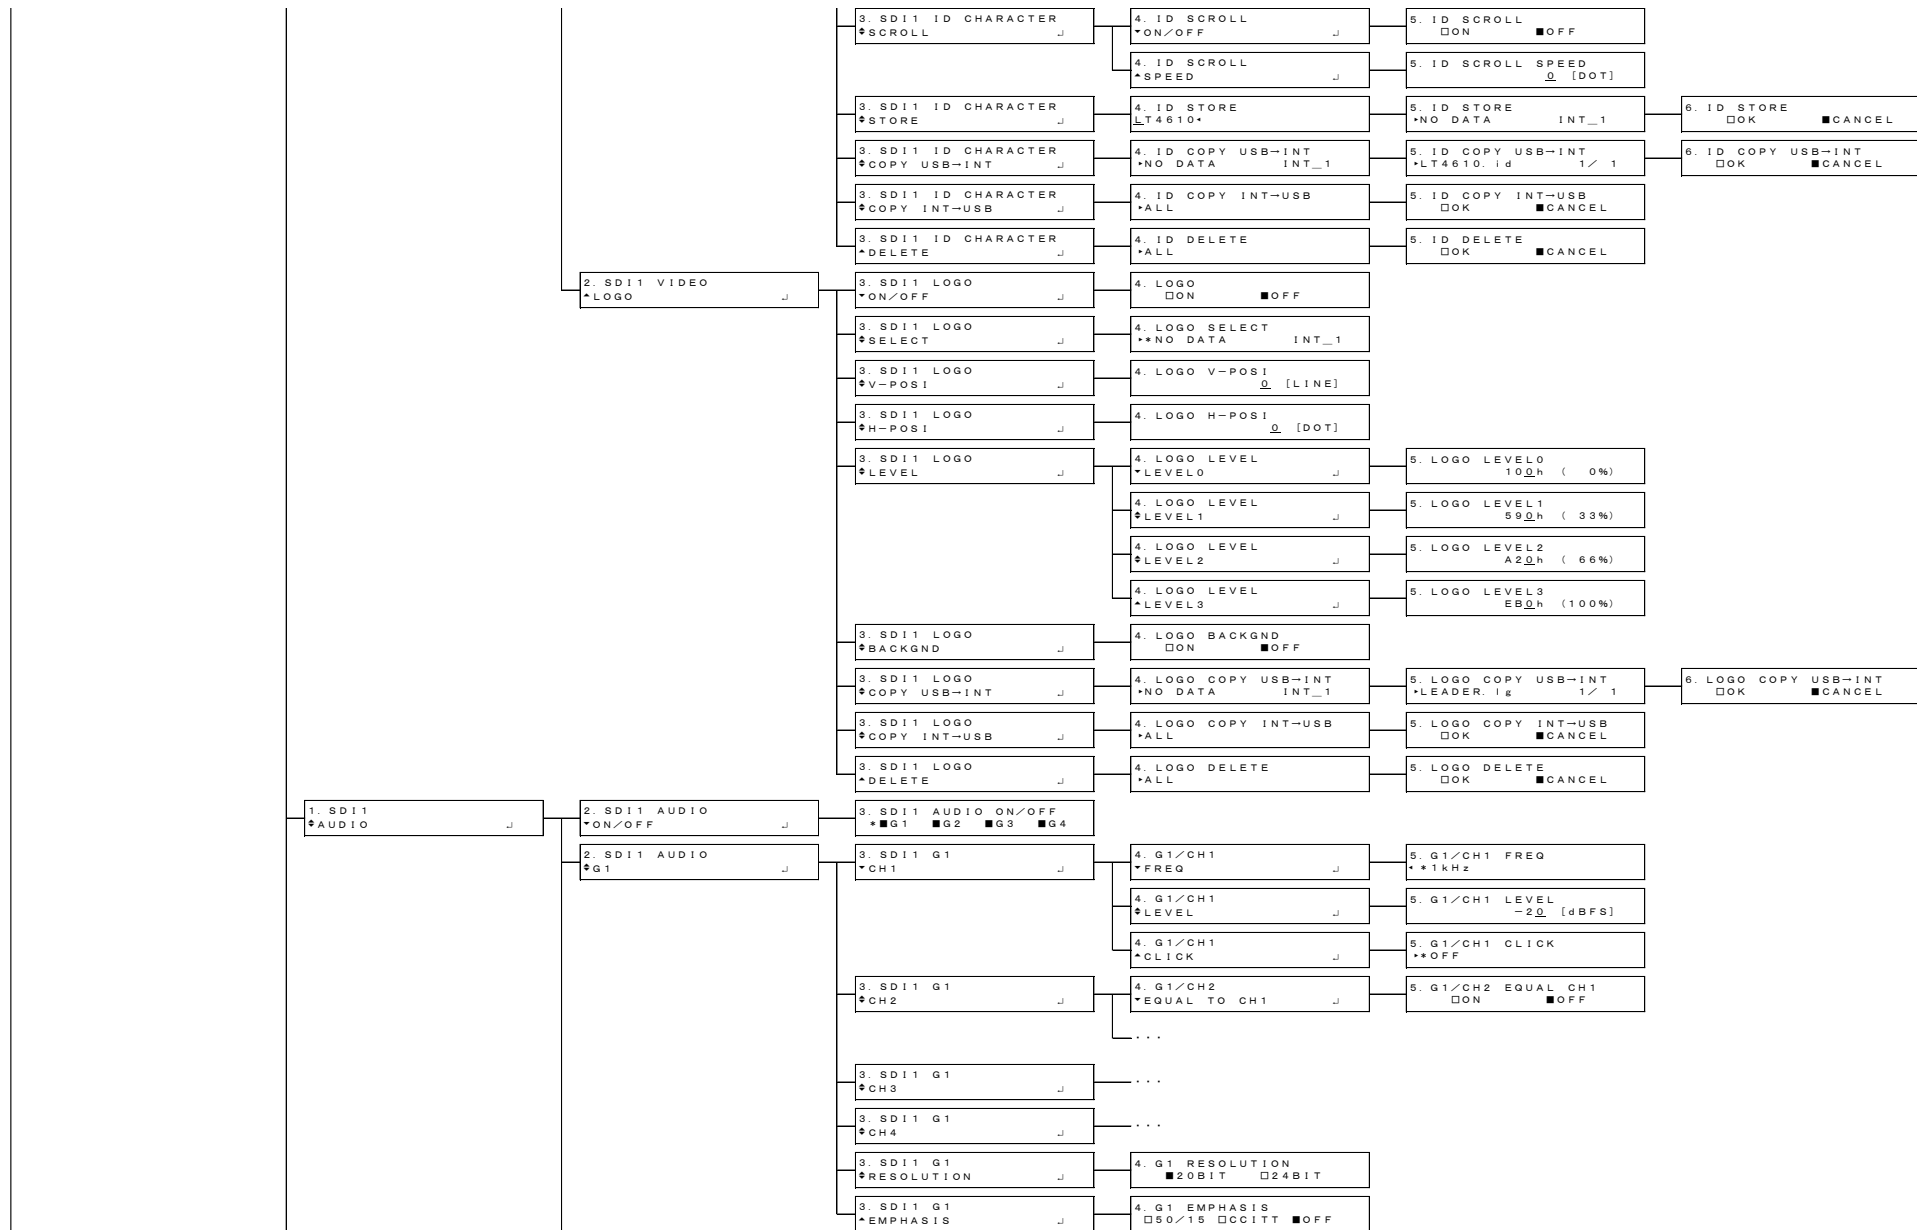 3. SDI1 ID CHARACTER
♦SCROLL ↵
4. ID SCROLL
▾ON/OFF ↵
5. ID SCROLL
□ON ■OFF
4. ID SCROLL
▴SPEED ↵
5. ID SCROLL SPEED
0 [DOT]
3. SDI1 ID CHARACTER
♦STORE ↵
4. ID STORE
LT4610◂
5. ID STORE
▸NO DATA INT_1
6. ID STORE
□OK ■CANCEL
3. SDI1 ID CHARACTER
♦COPY USB→INT ↵
4. ID COPY USB→INT
▸NO DATA INT_1
5. ID COPY USB→INT
▸LT4610.id 1/ 1
6. ID COPY USB→INT
□OK ■CANCEL
3. SDI1 ID CHARACTER
♦COPY INT→USB ↵
4. ID COPY INT→USB
▸ALL
5. ID COPY INT→USB
□OK ■CANCEL
3. SDI1 ID CHARACTER
▴DELETE ↵
4. ID DELETE
▸ALL
5. ID DELETE
□OK ■CANCEL
2. SDI1 VIDEO
▴LOGO ↵
3. SDI1 LOGO
▾ON/OFF ↵
4. LOGO
□ON ■OFF
3. SDI1 LOGO
♦SELECT ↵
4. LOGO SELECT
▸*NO DATA INT_1
3. SDI1 LOGO
♦V-POSI ↵
4. LOGO V-POSI
0 [LINE]
3. SDI1 LOGO
♦H-POSI ↵
4. LOGO H-POSI
0 [DOT]
3. SDI1 LOGO
♦LEVEL ↵
4. LOGO LEVEL
▾LEVEL0 ↵
5. LOGO LEVEL0
100h ( 0%)
4. LOGO LEVEL
♦LEVEL1 ↵
5. LOGO LEVEL1
590h ( 33%)
4. LOGO LEVEL
♦LEVEL2 ↵
5. LOGO LEVEL2
A20h ( 66%)
4. LOGO LEVEL
▴LEVEL3 ↵
5. LOGO LEVEL3
EB0h (100%)
3. SDI1 LOGO
♦BACKGND ↵
4. LOGO BACKGND
□ON ■OFF
3. SDI1 LOGO
♦COPY USB→INT ↵
4. LOGO COPY USB→INT
▸NO DATA INT_1
5. LOGO COPY USB→INT
▸LEADER.lg 1/ 1
6. LOGO COPY USB→INT
□OK ■CANCEL
3. SDI1 LOGO
♦COPY INT→USB ↵
4. LOGO COPY INT→USB
▸ALL
5. LOGO COPY INT→USB
□OK ■CANCEL
3. SDI1 LOGO
▴DELETE ↵
4. LOGO DELETE
▸ALL
5. LOGO DELETE
□OK ■CANCEL
1. SDI1
♦AUDIO ↵
2. SDI1 AUDIO
▾ON/OFF ↵
3. SDI1 AUDIO ON/OFF
*■G1 ■G2 ■G3 ■G4
2. SDI1 AUDIO
♦G1 ↵
3. SDI1 G1
▾CH1 ↵
4. G1/CH1
▾FREQ ↵
5. G1/CH1 FREQ
◂*1kHz
4. G1/CH1
♦LEVEL ↵
5. G1/CH1 LEVEL
-20 [dBFS]
4. G1/CH1
▴CLICK ↵
5. G1/CH1 CLICK
▸*OFF
3. SDI1 G1
♦CH2 ↵
4. G1/CH2
▾EQUAL TO CH1 ↵
5. G1/CH2 EQUAL CH1
□ON ■OFF
···
3. SDI1 G1
♦CH3 ↵
···
3. SDI1 G1
♦CH4 ↵
···
3. SDI1 G1
♦RESOLUTION ↵
4. G1 RESOLUTION
■20BIT □24BIT
3. SDI1 G1
▴EMPHASIS ↵
4. G1 EMPHASIS
□50/15 □CCITT ■OFF